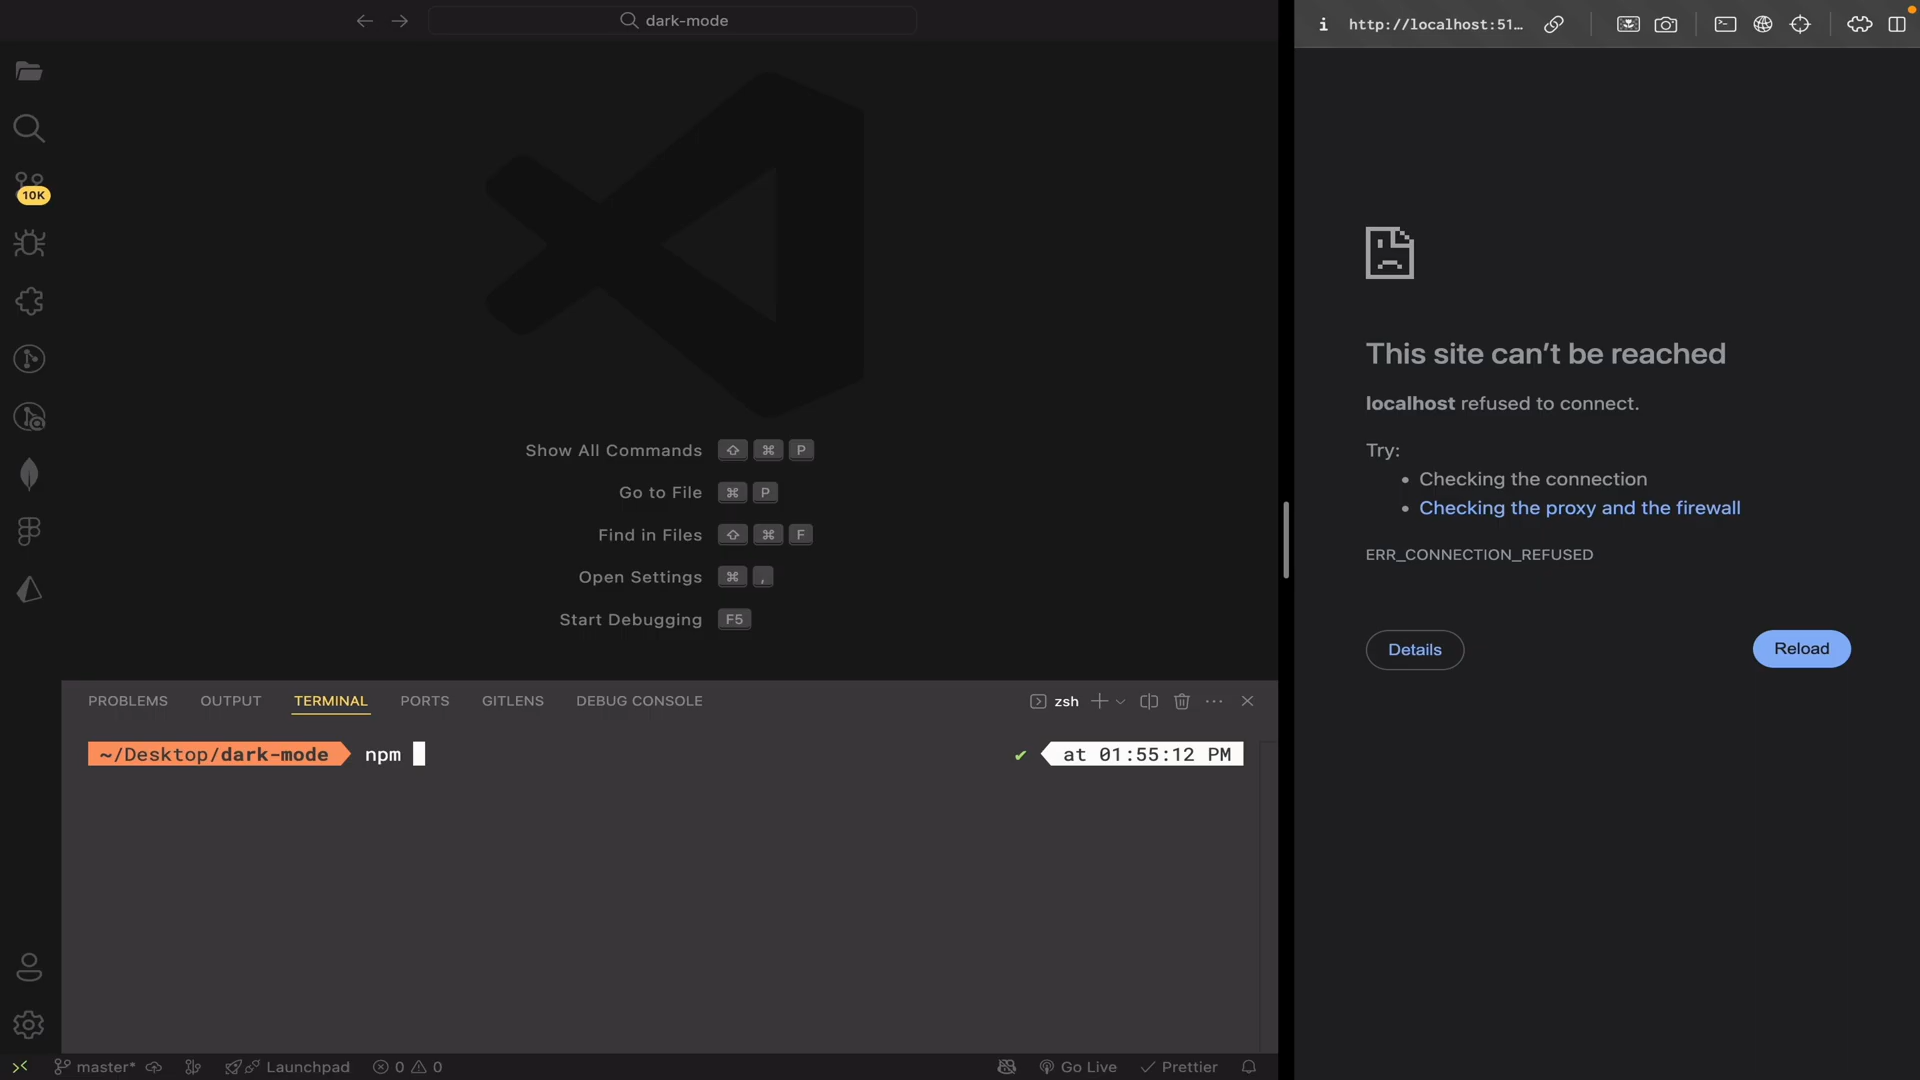 dark-mode
10K
Show All Commands ⇧ ⌘ P
Go to File ⌘ P
Find in Files ⇧ ⌘ F
Open Settings ⌘ ,
Start Debugging F5
PROBLEMS OUTPUT TERMINAL PORTS GITLENS DEBUG CONSOLE
zsh
~/Desktop/dark-mode npm
✔ at 01:55:12 PM
master* Launchpad 0 0 Go Live Prettier
http://localhost:51…
This site can’t be reached
localhost refused to connect.
Try:
• Checking the connection
• Checking the proxy and the firewall
ERR_CONNECTION_REFUSED
Details Reload